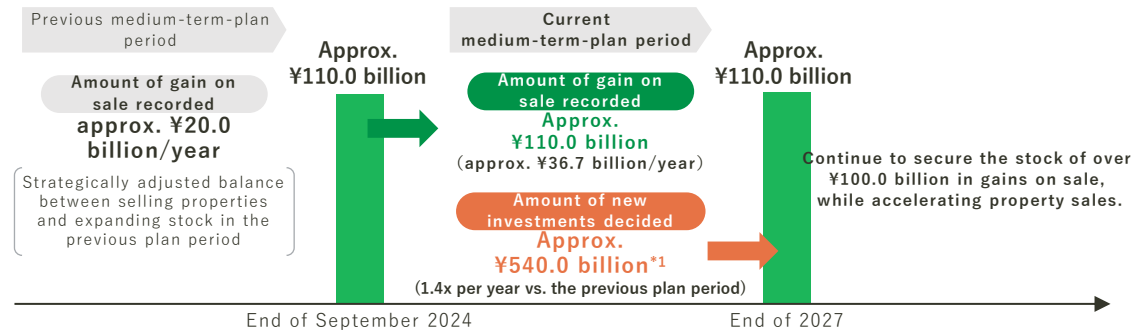 Previous medium-term-plan
period
Amount of gain on
sale recorded
approx. ¥20.0
billion/year
Strategically adjusted balance
between selling properties
and expanding stock in the
previous plan period
Approx.
¥110.0 billion
End of September 2024
Current
medium-term-plan period
Amount of gain on
sale recorded
Approx.
¥110.0 billion
(approx. ¥36.7 billion/year)
Amount of new
investments decided
Approx.
¥540.0 billion*1
(1.4x per year vs. the previous plan period)
Approx.
¥110.0 billion
End of 2027
Continue to secure the stock of over
¥100.0 billion in gains on sale,
while accelerating property sales.